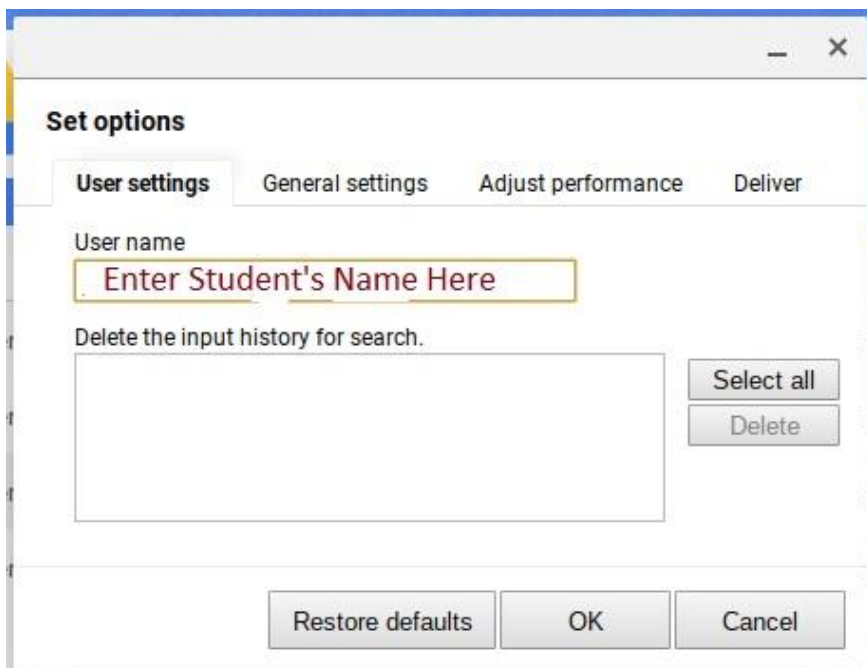 Set options
User settings General settings Adjust performance Deliver
User name
Enter Student's Name Here
Delete the input history for search.
Select all
Delete
Restore defaults OK Cancel